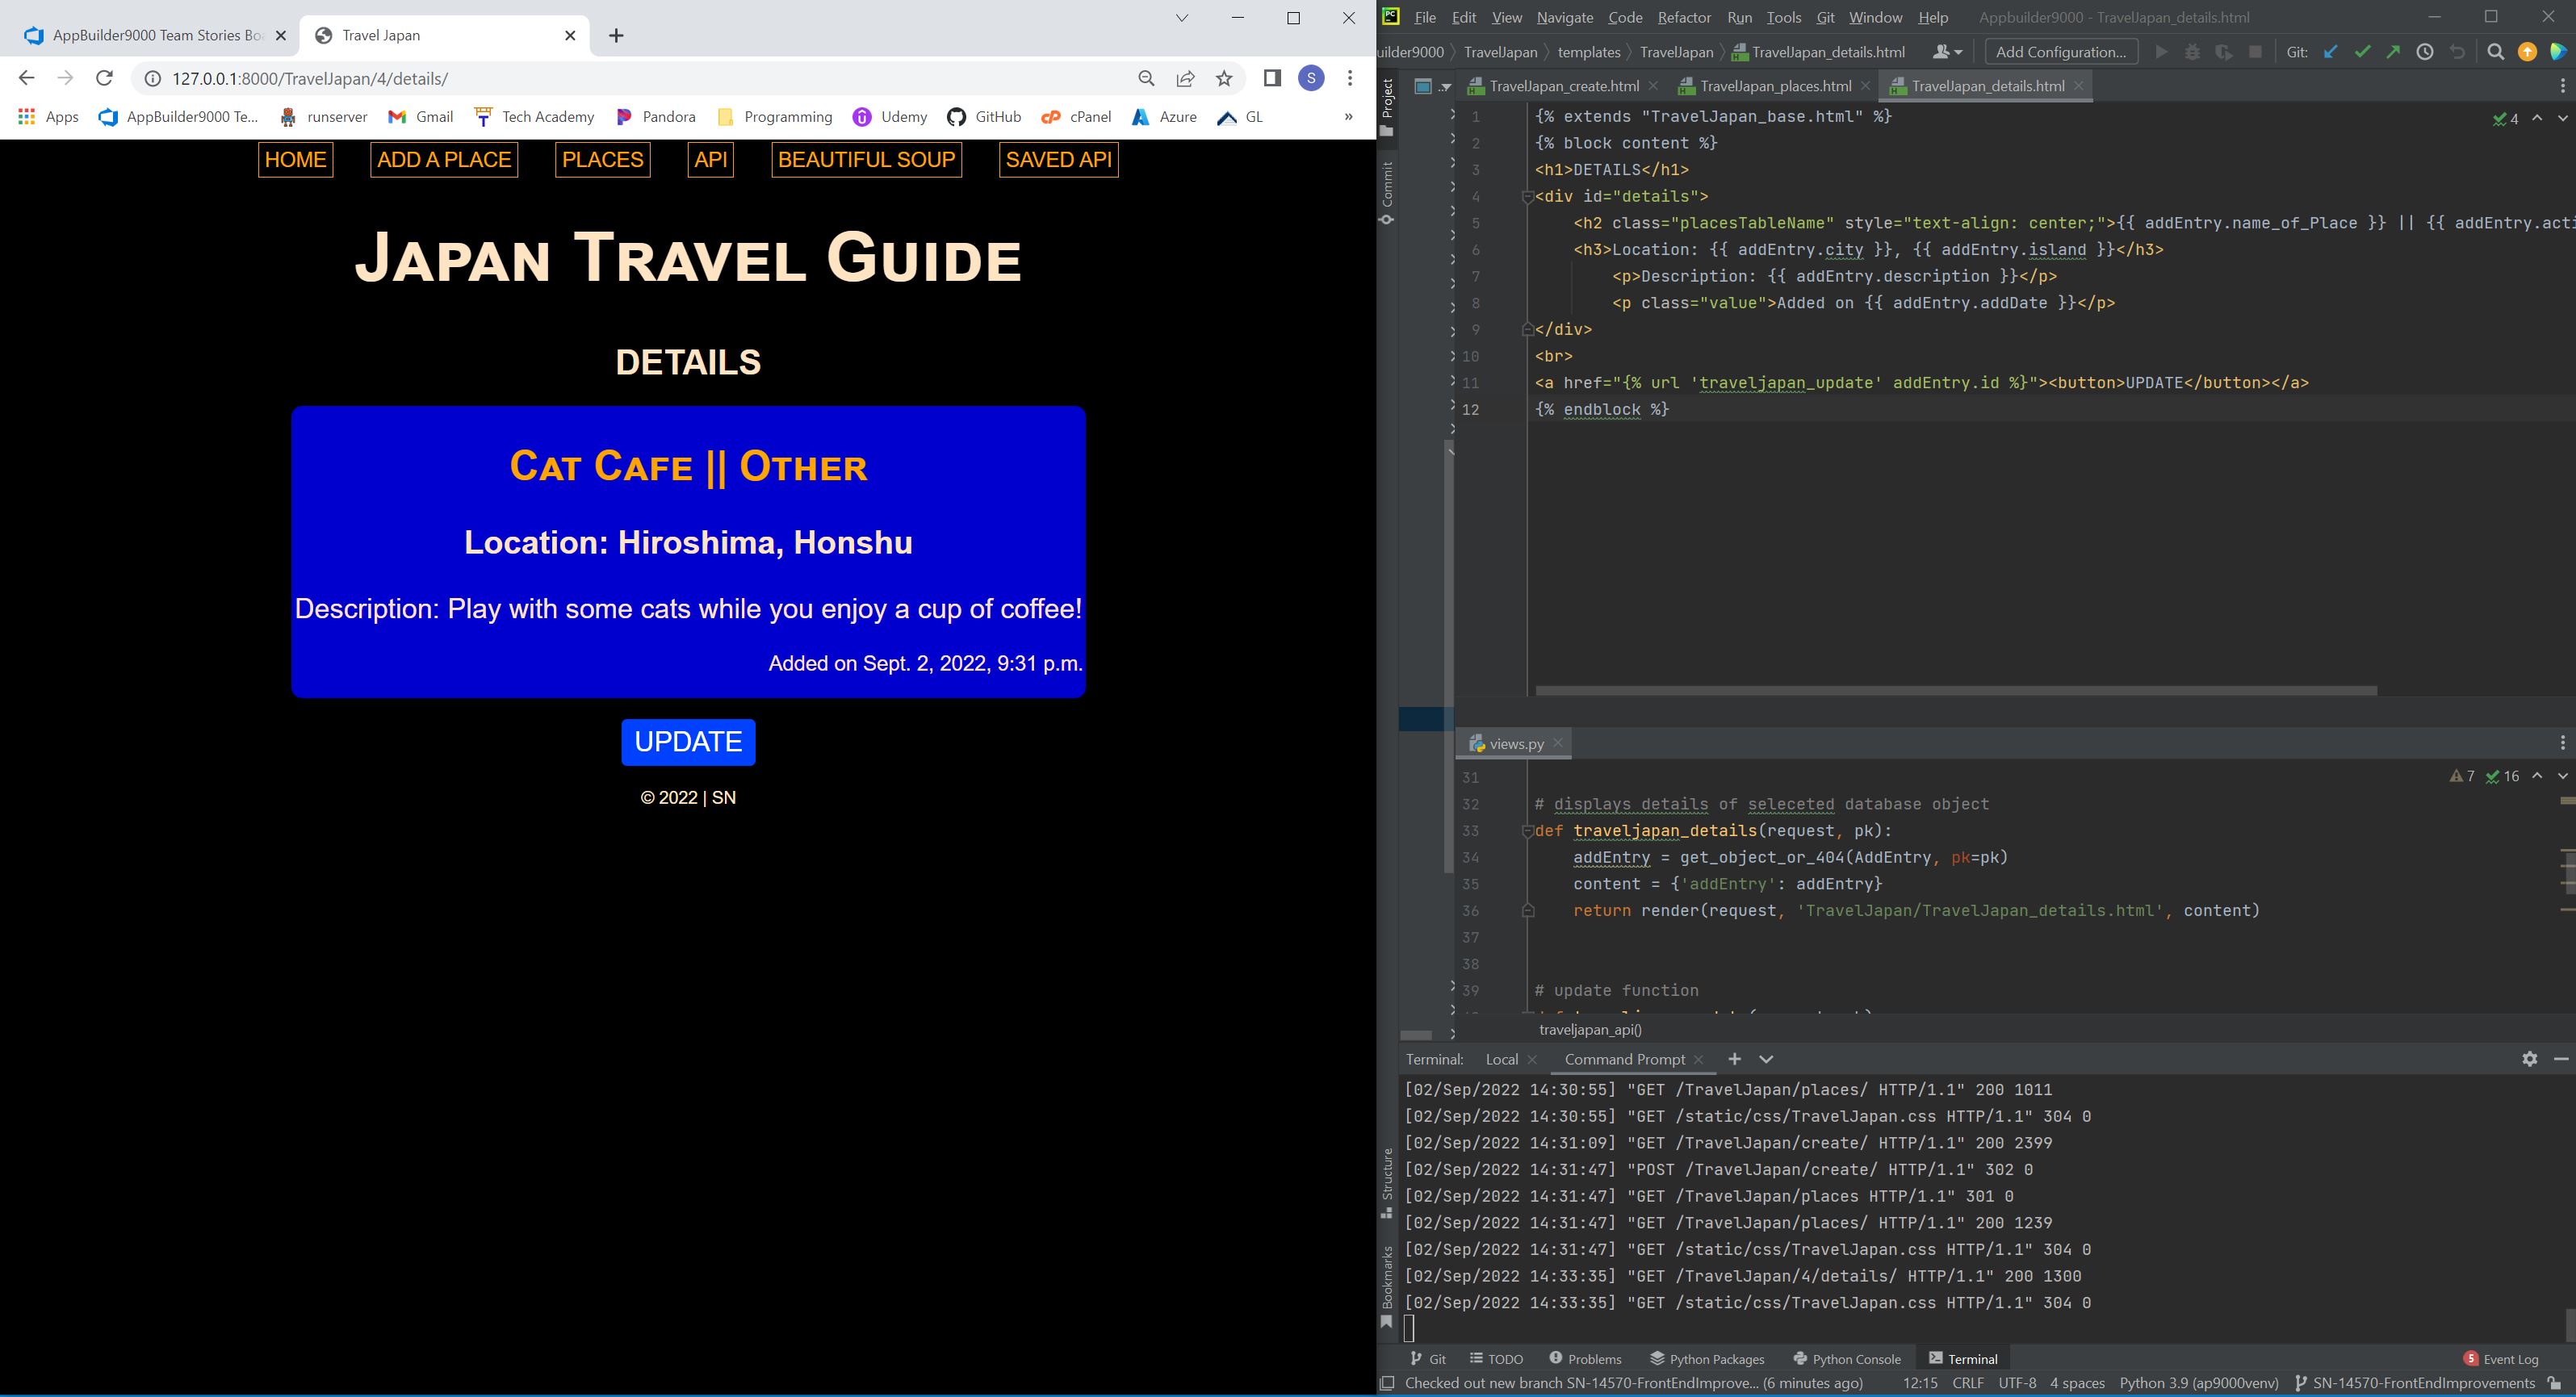 AppBuilder9000 Team Stories Bo
Travel Japan
127.0.0.1:8000/TravelJapan/4/details/
S
Apps
AppBuilder9000 Te...
runserver
Gmail
Tech Academy
Pandora
Programming
Udemy
GitHub
cPanel
Azure
GL
»
HOME
ADD A PLACE
PLACES
API
BEAUTIFUL SOUP
SAVED API
Japan Travel Guide
DETAILS
Cat Cafe || Other
Location: Hiroshima, Honshu
Description: Play with some cats while you enjoy a cup of coffee!
Added on Sept. 2, 2022, 9:31 p.m.
UPDATE
© 2022 | SN
PC File Edit View Navigate Code Refactor Run Tools Git Window Help Appbuilder9000 - TravelJapan_details.html
uilder9000 TravelJapan templates TravelJapan TravelJapan_details.html Add Configuration... Git:
Project
Commit
Structure
Bookmarks
TravelJapan_create.html
TravelJapan_places.html
TravelJapan_details.html
4
1 {% extends "TravelJapan_base.html" %}
2 {% block content %}
3 <h1>DETAILS</h1>
4 <div id="details">
5 <h2 class="placesTableName" style="text-align: center;">{{ addEntry.name_of_Place }} || {{ addEntry.acti
6 <h3>Location: {{ addEntry.city }}, {{ addEntry.island }}</h3>
7 <p>Description: {{ addEntry.description }}</p>
8 <p class="value">Added on {{ addEntry.addDate }}</p>
9 </div>
10 <br>
11 <a href="{% url 'traveljapan_update' addEntry.id %}"><button>UPDATE</button></a>
12 {% endblock %}
views.py
7 16
31
32 # displays details of seleceted database object
33 def traveljapan_details(request, pk):
34 addEntry = get_object_or_404(AddEntry, pk=pk)
35 content = {'addEntry': addEntry}
36 return render(request, 'TravelJapan/TravelJapan_details.html', content)
37
38
39 # update function
traveljapan_api()
Terminal: Local Command Prompt
[02/Sep/2022 14:30:55] "GET /TravelJapan/places/ HTTP/1.1" 200 1011
[02/Sep/2022 14:30:55] "GET /static/css/TravelJapan.css HTTP/1.1" 304 0
[02/Sep/2022 14:31:09] "GET /TravelJapan/create/ HTTP/1.1" 200 2399
[02/Sep/2022 14:31:47] "POST /TravelJapan/create/ HTTP/1.1" 302 0
[02/Sep/2022 14:31:47] "GET /TravelJapan/places HTTP/1.1" 301 0
[02/Sep/2022 14:31:47] "GET /TravelJapan/places/ HTTP/1.1" 200 1239
[02/Sep/2022 14:31:47] "GET /static/css/TravelJapan.css HTTP/1.1" 304 0
[02/Sep/2022 14:33:35] "GET /TravelJapan/4/details/ HTTP/1.1" 200 1300
[02/Sep/2022 14:33:35] "GET /static/css/TravelJapan.css HTTP/1.1" 304 0
Git TODO Problems Python Packages Python Console Terminal 5 Event Log
Checked out new branch SN-14570-FrontEndImprove... (6 minutes ago) 12:15 CRLF UTF-8 4 spaces Python 3.9 (ap9000venv) SN-14570-FrontEndImprovements